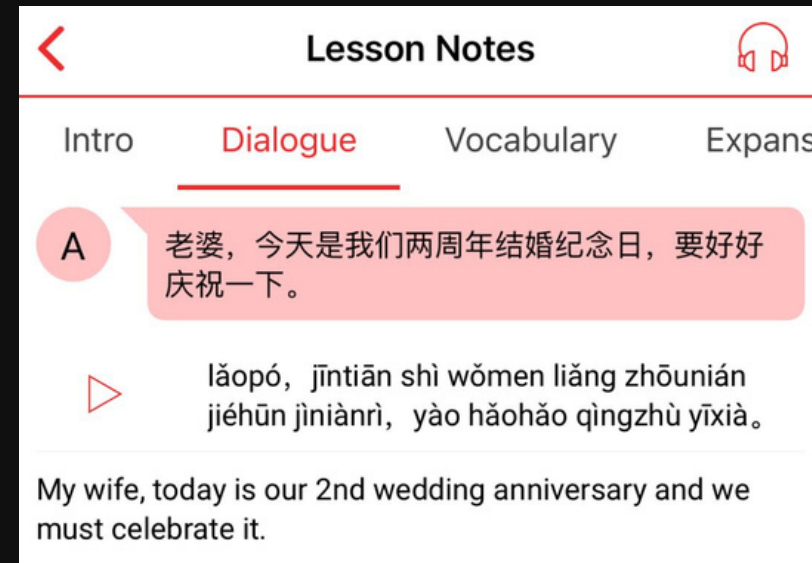 Lesson Notes
Intro Dialogue Vocabulary Expans
A
老婆，今天是我们两周年结婚纪念日，要好好
庆祝一下。
lǎopó，jīntiān shì wǒmen liǎng zhōunián
jiéhūn jìniànrì，yào hǎohǎo qìngzhù yīxià。
My wife, today is our 2nd wedding anniversary and we
must celebrate it.